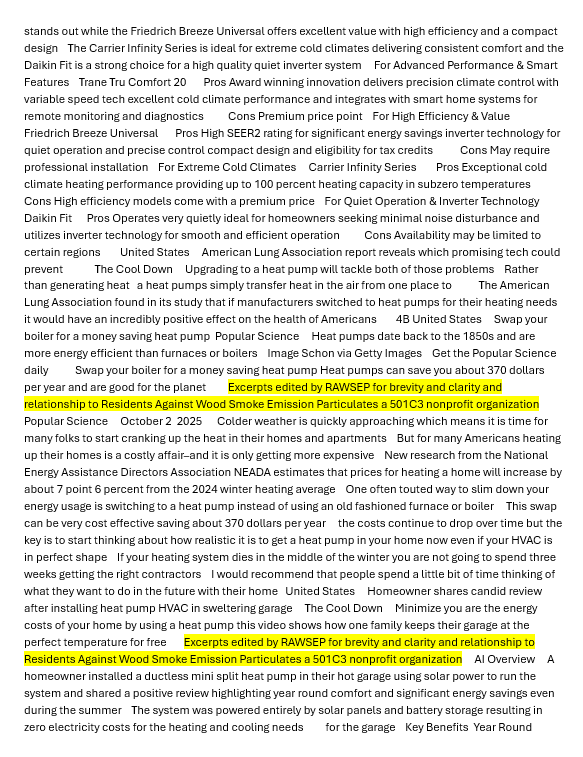 stands out while the Friedrich Breeze Universal offers excellent value with high efficiency and a compact
design   The Carrier Infinity Series is ideal for extreme cold climates delivering consistent comfort and the
Daikin Fit is a strong choice for a high quality quiet inverter system    For Advanced Performance & Smart
Features   Trane Tru Comfort 20     Pros Award winning innovation delivers precision climate control with
variable speed tech excellent cold climate performance and integrates with smart home systems for
remote monitoring and diagnostics       Cons Premium price point   For High Efficiency & Value
Friedrich Breeze Universal     Pros High SEER2 rating for significant energy savings inverter technology for
quiet operation and precise control compact design and eligibility for tax credits       Cons May require
professional installation   For Extreme Cold Climates    Carrier Infinity Series      Pros Exceptional cold
climate heating performance providing up to 100 percent heating capacity in subzero temperatures
Cons High efficiency models come with a premium price   For Quiet Operation & Inverter Technology
Daikin Fit    Pros Operates very quietly ideal for homeowners seeking minimal noise disturbance and
utilizes inverter technology for smooth and efficient operation       Cons Availability may be limited to
certain regions     United States    American Lung Association report reveals which promising tech could
prevent         The Cool Down    Upgrading to a heat pump will tackle both of those problems   Rather
than generating heat  a heat pumps simply transfer heat in the air from one place to       The American
Lung Association found in its study that if manufacturers switched to heat pumps for their heating needs
it would have an incredibly positive effect on the health of Americans      4B United States    Swap your
boiler for a money saving heat pump  Popular Science    Heat pumps date back to the 1850s and are
more energy efficient than furnaces or boilers   Image Schon via Getty Images   Get the Popular Science
daily       Swap your boiler for a money saving heat pump Heat pumps can save you about 370 dollars
per year and are good for the planet      Excerpts edited by RAWSEP for brevity and clarity and
relationship to Residents Against Wood Smoke Emission Particulates a 501C3 nonprofit organization
Popular Science    October 2  2025    Colder weather is quickly approaching which means it is time for
many folks to start cranking up the heat in their homes and apartments   But for many Americans heating
up their homes is a costly affair–and it is only getting more expensive   New research from the National
Energy Assistance Directors Association NEADA estimates that prices for heating a home will increase by
about 7 point 6 percent from the 2024 winter heating average   One often touted way to slim down your
energy usage is switching to a heat pump instead of using an old fashioned furnace or boiler    This swap
can be very cost effective saving about 370 dollars per year    the costs continue to drop over time but the
key is to start thinking about how realistic it is to get a heat pump in your home now even if your HVAC is
in perfect shape   If your heating system dies in the middle of the winter you are not going to spend three
weeks getting the right contractors   I would recommend that people spend a little bit of time thinking of
what they want to do in the future with their home   United States    Homeowner shares candid review
after installing heat pump HVAC in sweltering garage    The Cool Down    Minimize you are the energy
costs of your home by using a heat pump this video shows how one family keeps their garage at the
perfect temperature for free     Excerpts edited by RAWSEP for brevity and clarity and relationship to
Residents Against Wood Smoke Emission Particulates a 501C3 nonprofit organization    AI Overview    A
homeowner installed a ductless mini split heat pump in their hot garage using solar power to run the
system and shared a positive review highlighting year round comfort and significant energy savings even
during the summer   The system was powered entirely by solar panels and battery storage resulting in
zero electricity costs for the heating and cooling needs      for the garage   Key Benefits  Year Round